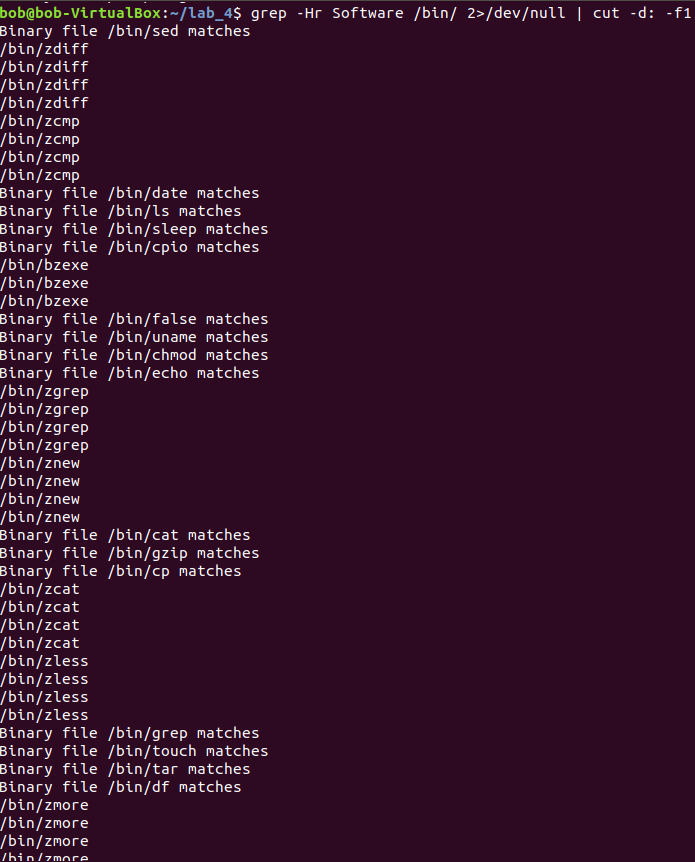 bob@bob-VirtualBox:~/lab_4$ grep -Hr Software /bin/ 2>/dev/null | cut -d: -f1
Binary file /bin/sed matches
/bin/zdiff
/bin/zdiff
/bin/zdiff
/bin/zdiff
/bin/zcmp
/bin/zcmp
/bin/zcmp
/bin/zcmp
Binary file /bin/date matches
Binary file /bin/ls matches
Binary file /bin/sleep matches
Binary file /bin/cpio matches
/bin/bzexe
/bin/bzexe
/bin/bzexe
Binary file /bin/false matches
Binary file /bin/uname matches
Binary file /bin/chmod matches
Binary file /bin/echo matches
/bin/zgrep
/bin/zgrep
/bin/zgrep
/bin/zgrep
/bin/znew
/bin/znew
/bin/znew
/bin/znew
Binary file /bin/cat matches
Binary file /bin/gzip matches
Binary file /bin/cp matches
/bin/zcat
/bin/zcat
/bin/zcat
/bin/zcat
/bin/zless
/bin/zless
/bin/zless
/bin/zless
Binary file /bin/grep matches
Binary file /bin/touch matches
Binary file /bin/tar matches
Binary file /bin/df matches
/bin/zmore
/bin/zmore
/bin/zmore
/bin/zmore